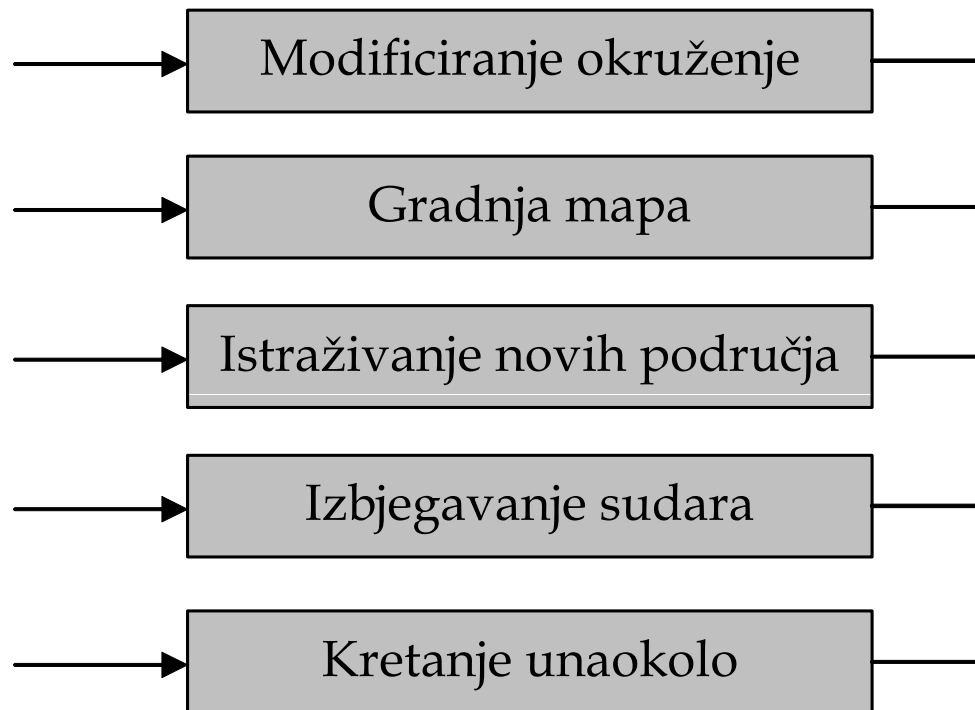 Modificiranje okruženje
Gradnja mapa
Istraživanje novih područja
Izbjegavanje sudara
Kretanje unaokolo